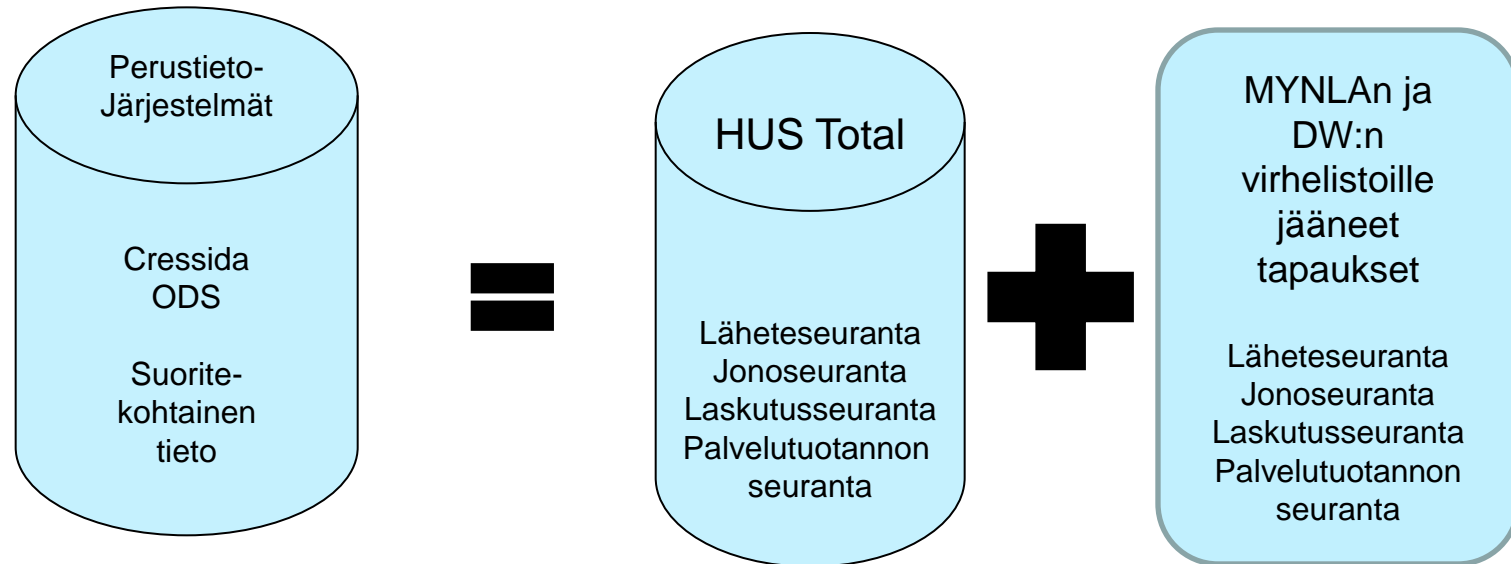 Perustieto-
Järjestelmät
Cressida
ODS
Suorite-
kohtainen
tieto
HUS Total
Läheteseuranta
Jonoseuranta
Laskutusseuranta
Palvelutuotannon
seuranta
MYNLAn ja
DW:n
virhelistoille
jääneet
tapaukset
Läheteseuranta
Jonoseuranta
Laskutusseuranta
Palvelutuotannon
seuranta